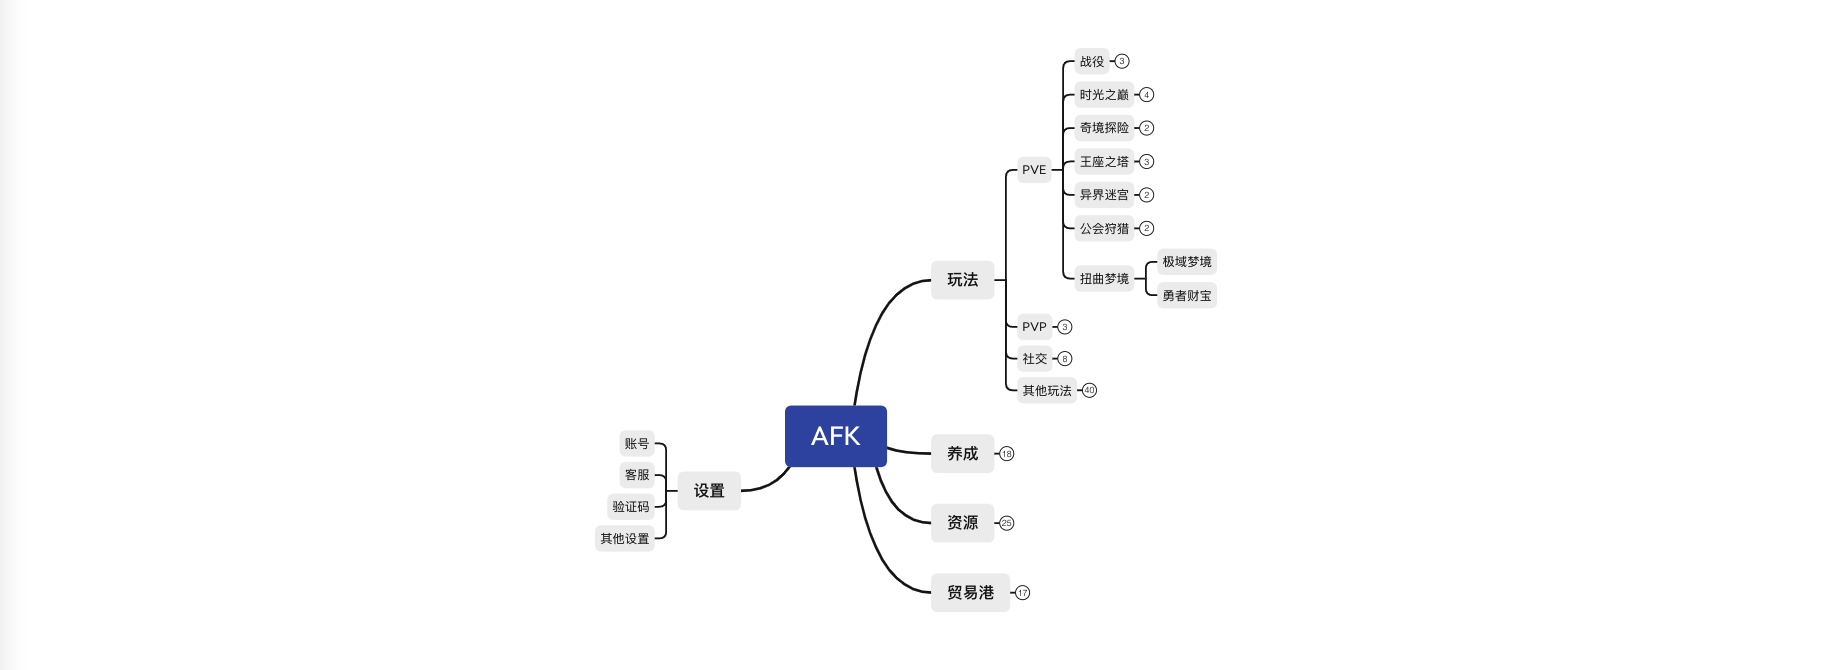 AFK
玩法
PVE
战役 3
时光之巅 4
奇境探险 2
王座之塔 3
异界迷宫 2
公会狩猎 2
扭曲梦境
极域梦境
勇者财宝
PVP 3
社交 8
其他玩法 40
养成 18
资源 25
贸易港 17
设置
账号
客服
验证码
其他设置